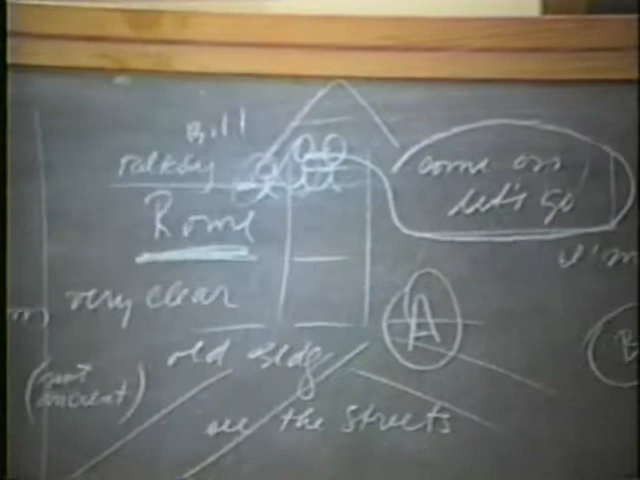 Bill
talking
come on
let's go
Rome
I'm
very clear
A
B
old bldg
(not
ancient)
see the streets